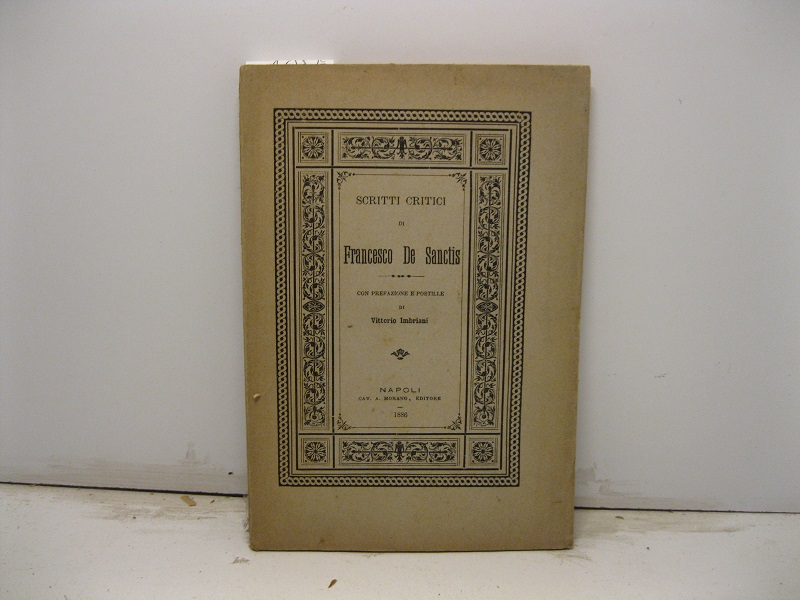 SCRITTI CRITICI
DI
Francesco De Sanctis
CON PREFAZIONE E POSTILLE
DI
Vittorio Imbriani
NAPOLI
CAV. A. MORANO, EDITORE
1886